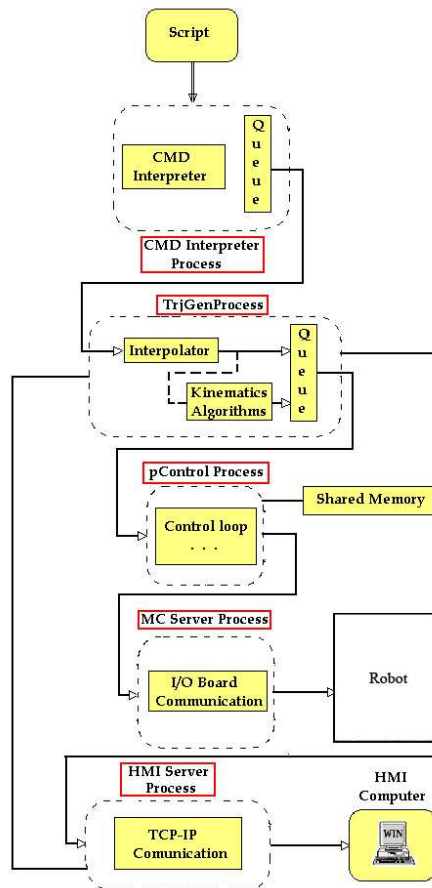 Script
CMD
Interpreter
Q
u
e
u
e
CMD Interpreter
Process
TrjGenProcess
Interpolator
Q
u
e
u
e
Kinematics
Algorithms
pControl Process
Shared Memory
Control loop
. . .
MC Server Process
I/O Board
Communication
Robot
HMI Server
Process
HMI
Computer
TCP-IP
Comunication
WIN